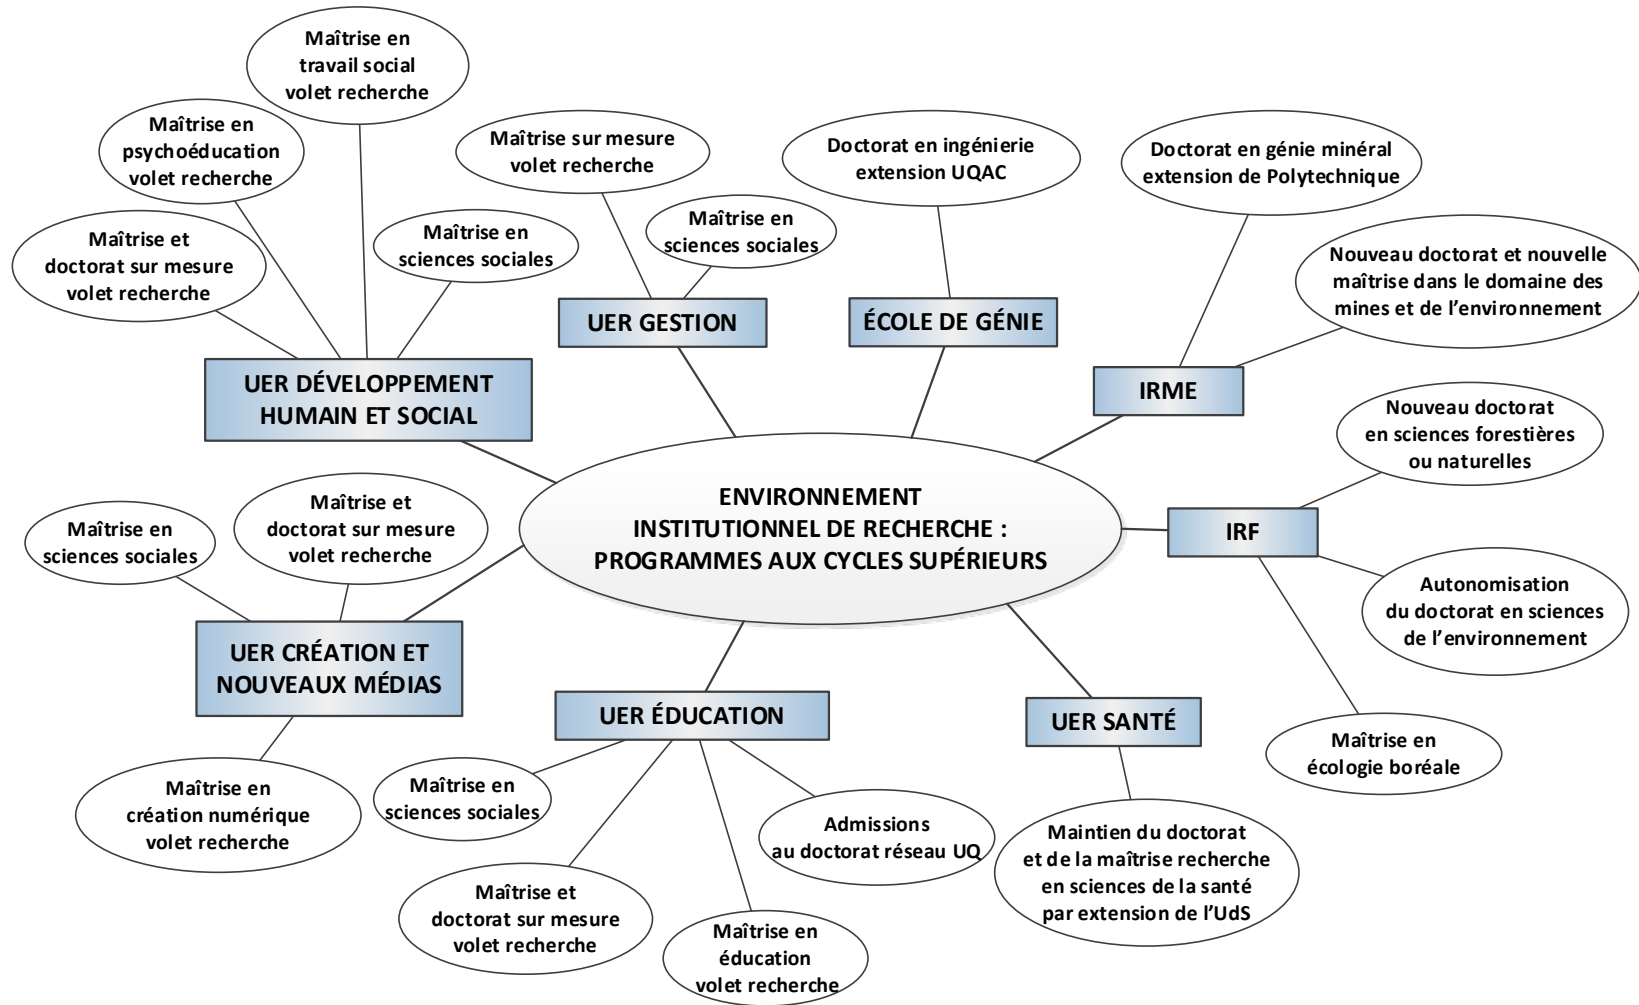 Maîtrise en
travail social
volet recherche
Maîtrise en
psychoéducation
volet recherche
Maîtrise et
doctorat sur mesure
volet recherche
Maîtrise en
sciences sociales
UER DÉVELOPPEMENT
HUMAIN ET SOCIAL
Maîtrise sur mesure
volet recherche
Maîtrise en
sciences sociales
UER GESTION
Doctorat en ingénierie
extension UQAC
ÉCOLE DE GÉNIE
Doctorat en génie minéral
extension de Polytechnique
Nouveau doctorat et nouvelle
maîtrise dans le domaine des
mines et de l’environnement
IRME
Nouveau doctorat
en sciences forestières
ou naturelles
IRF
Autonomisation
du doctorat en sciences
de l’environnement
Maîtrise en
écologie boréale
ENVIRONNEMENT
INSTITUTIONNEL DE RECHERCHE :
PROGRAMMES AUX CYCLES SUPÉRIEURS
Maîtrise en
sciences sociales
Maîtrise et
doctorat sur mesure
volet recherche
UER CRÉATION ET
NOUVEAUX MÉDIAS
Maîtrise en
création numérique
volet recherche
UER ÉDUCATION
Maîtrise en
sciences sociales
Maîtrise et
doctorat sur mesure
volet recherche
Maîtrise en
éducation
volet recherche
Admissions
au doctorat réseau UQ
UER SANTÉ
Maintien du doctorat
et de la maîtrise recherche
en sciences de la santé
par extension de l’UdS